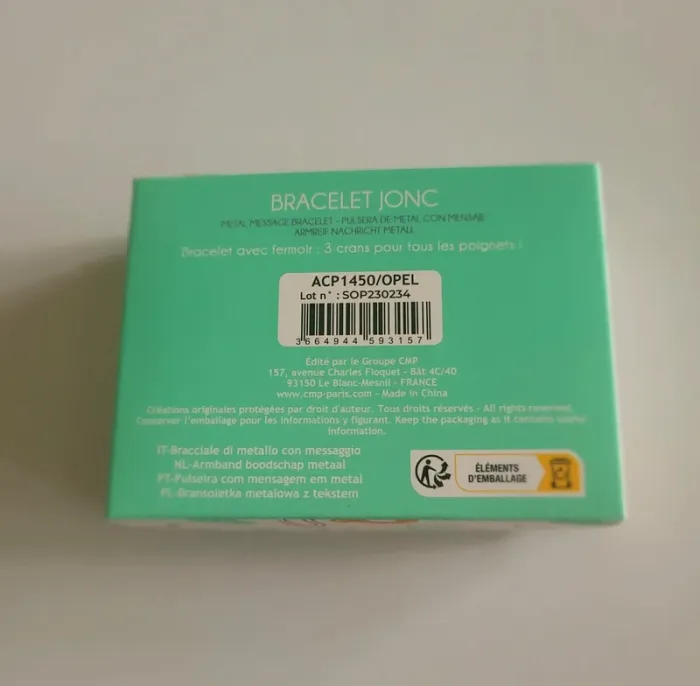 BRACELET JONC
METAL MESSAGE BRACELET - PULSERA DE METAL CON MENSAJE
ARMREIF NACHRICHT METALL
Bracelet avec fermoir : 3 crans pour tous les poignets !
ACP1450/OPEL
Lot n° : SOP230234
3 664944 593157
Édité par le Groupe CMP
157, avenue Charles Floquet - Bât 4C/40
93150 Le Blanc-Mesnil - FRANCE
www.cmp-paris.com - Made in China
Créations originales protégées par droit d'auteur. Tous droits réservés - All rights reserved.
Conserver l'emballage pour les informations y figurant. Keep the packaging as it contains useful
information.
IT-Bracciale di metallo con messaggio
NL-Armband boodschap metaal
PT-Pulseira com mensagem em metal
PL-Bransoletka metalowa z tekstem
ÉLÉMENTS
D'EMBALLAGE